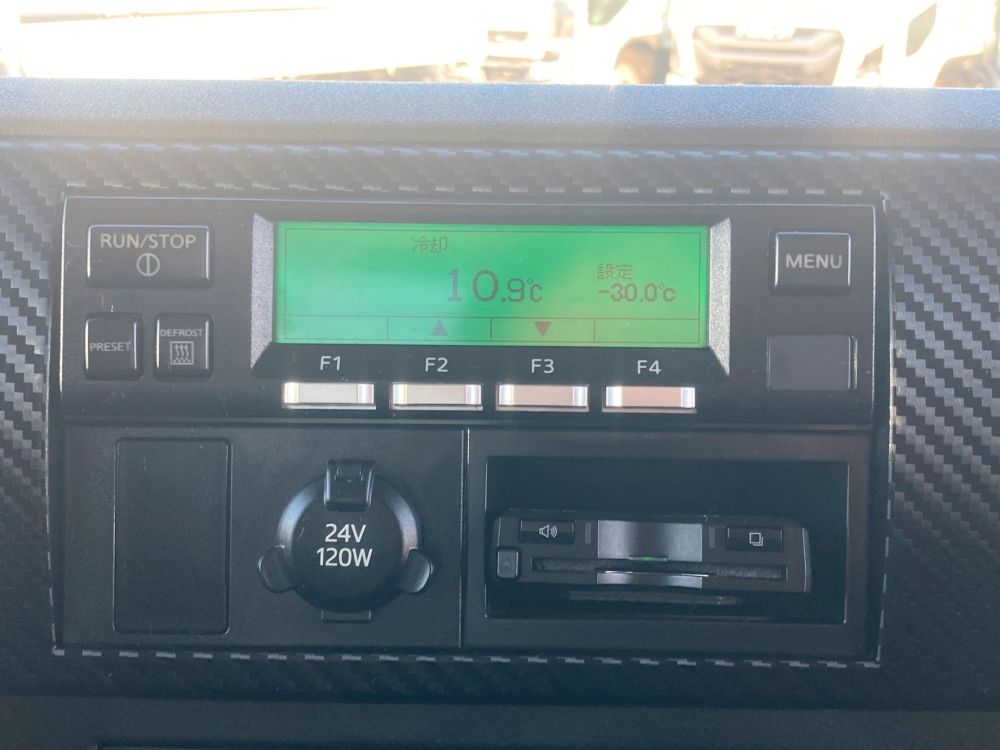 RUN/STOP
冷却
設定
10.9℃
-30.0℃
MENU
PRESET
DEFROST
F1
F2
F3
F4
24V
120W